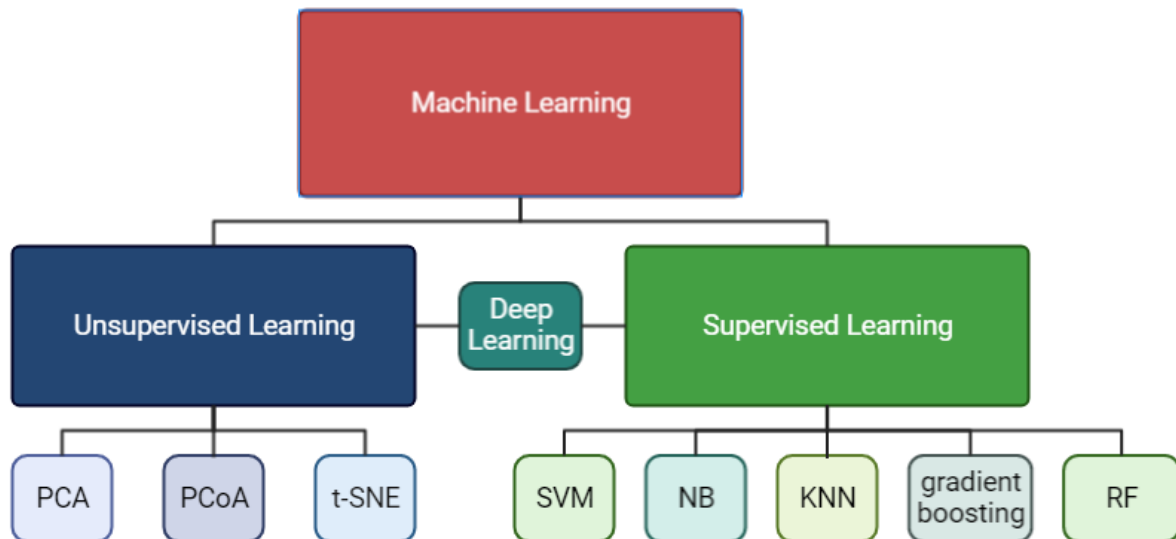 Machine Learning
Unsupervised Learning
Deep
Learning
Supervised Learning
PCA
PCoA
t-SNE
SVM
NB
KNN
gradient
boosting
RF